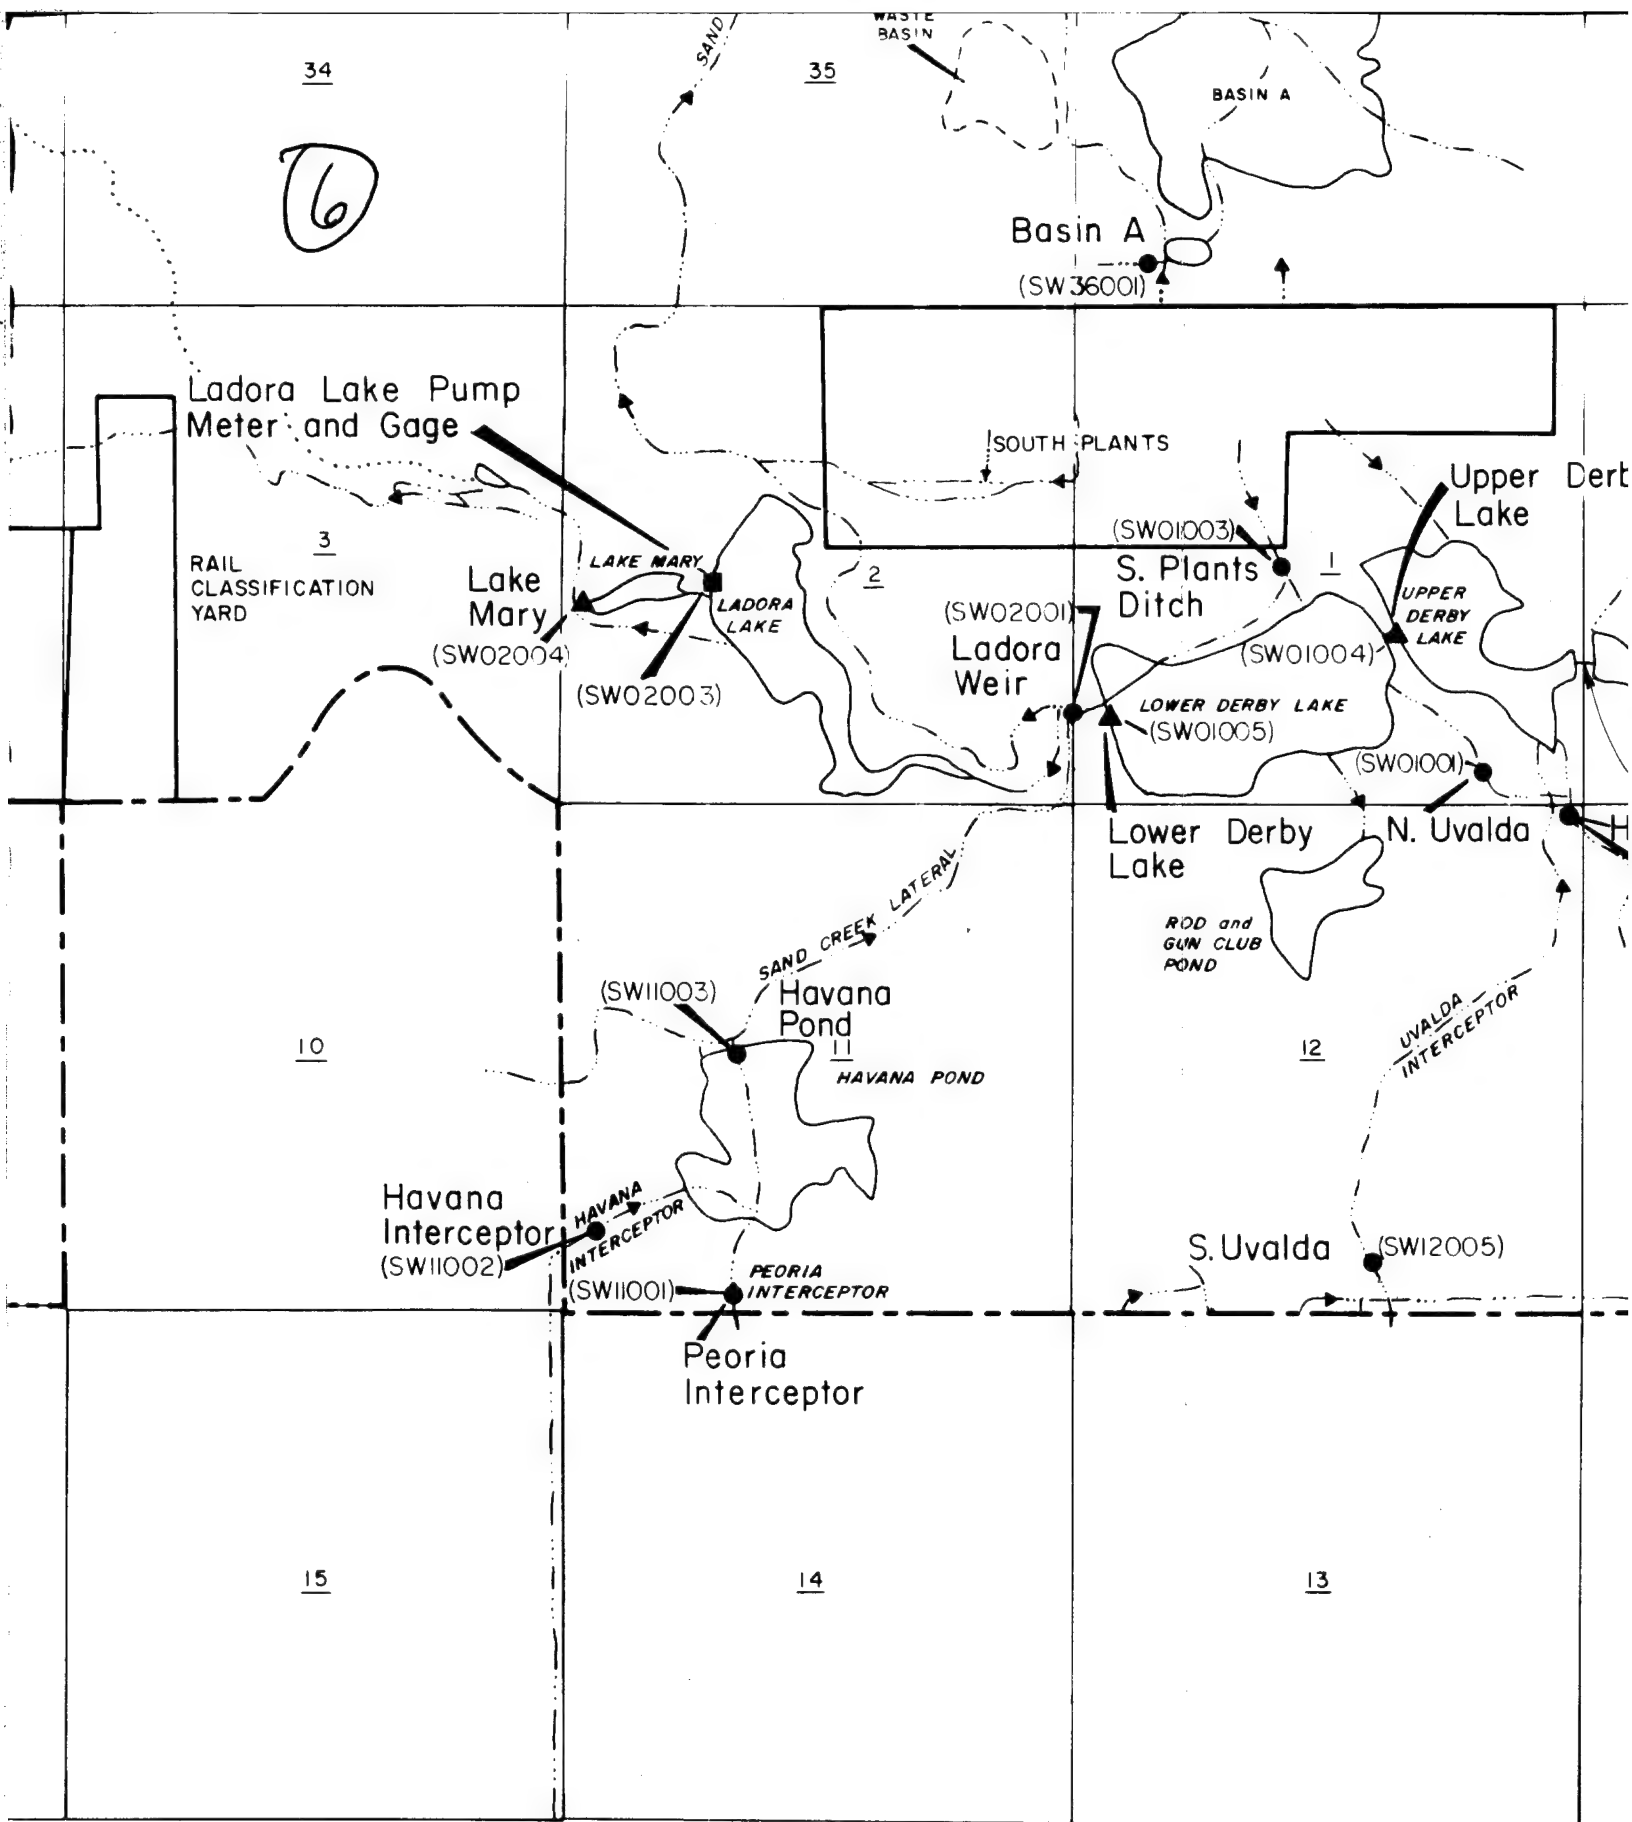 SAND
WASTE
BASIN
34
35
BASIN A
6
Basin A
(SW36001)
Ladora Lake Pump
Meter and Gage
SOUTH PLANTS
Upper Derb
Lake
(SW01003)
3
RAIL
CLASSIFICATION
YARD
LAKE MARY
Lake
Mary
(SW02004)
LADORA
LAKE
(SW02003)
2
S. Plants
Ditch
1
UPPER
DERBY
LAKE
(SW02001)
Ladora
Weir
(SW01004)
LOWER DERBY LAKE
(SW01005)
(SW01001)
Lower Derby
Lake
N. Uvalda
H
SAND CREEK LATERAL
ROD and
GUN CLUB
POND
(SW11003)
Havana
Pond
10
11
HAVANA POND
12
UVALDA
INTERCEPTOR
Havana
Interceptor
(SW11002)
HAVANA
INTERCEPTOR
(SW11001)
PEORIA
INTERCEPTOR
S. Uvalda
(SW12005)
Peoria
Interceptor
15
14
13